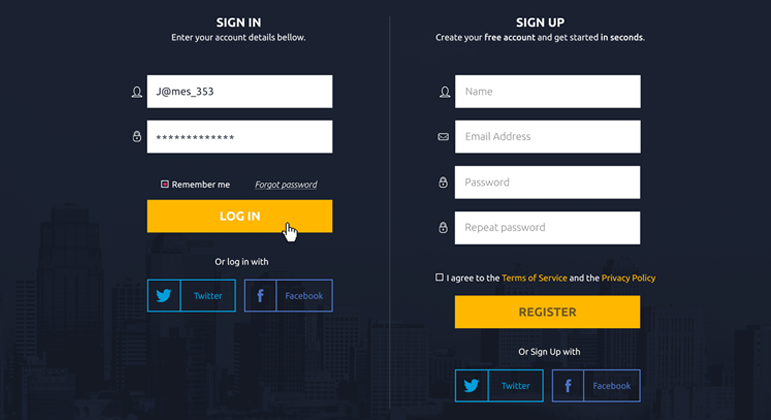 SIGN IN
Enter your account details bellow.
J@mes_353
*************
Remember me
Forgot password
LOG IN
Or log in with
Twitter
Facebook
SIGN UP
Create your free account and get started in seconds.
Name
Email Address
Password
Repeat password
I agree to the Terms of Service and the Privacy Policy
REGISTER
Or Sign Up with
Twitter
Facebook